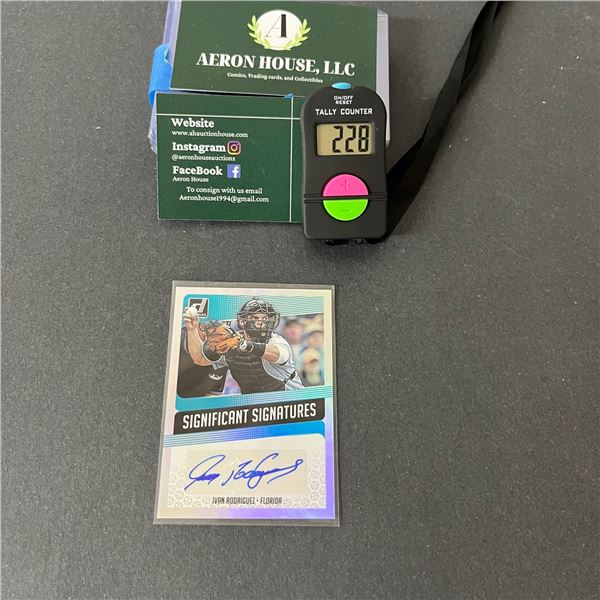 A
AERON HOUSE, LLC
Comics, Trading cards, and Collectibles
Website
www.ahauctionhouse.com
Instagram
@aeronhouseauctions
FaceBook
Aeron House
To consign with us email
Aeronhouse1994@gmail.com
ON/OFF
RESET
TALLY COUNTER
228
SIGNIFICANT SIGNATURES
IVAN RODRIGUEZ • FLORIDA